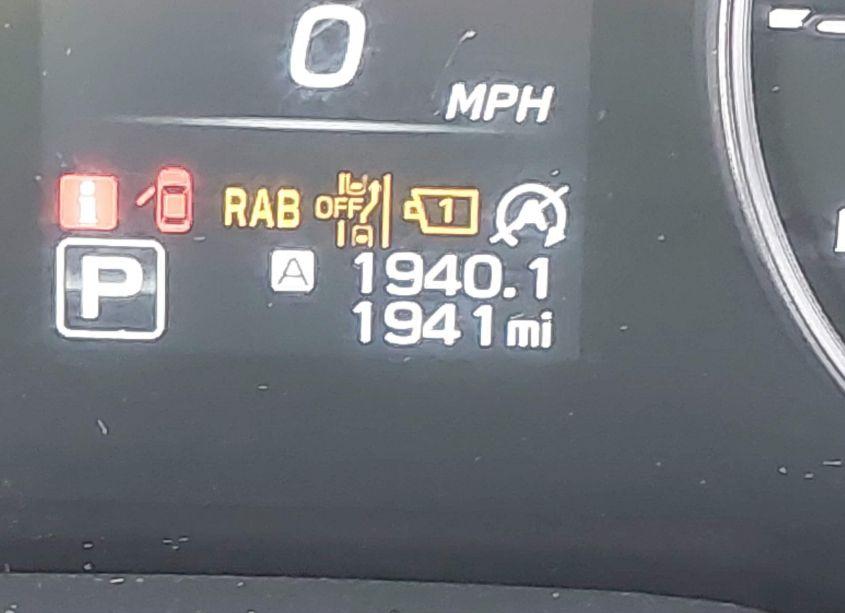 0
MPH
i RAB OFF 1 A
P A 1940.1
1941 mi